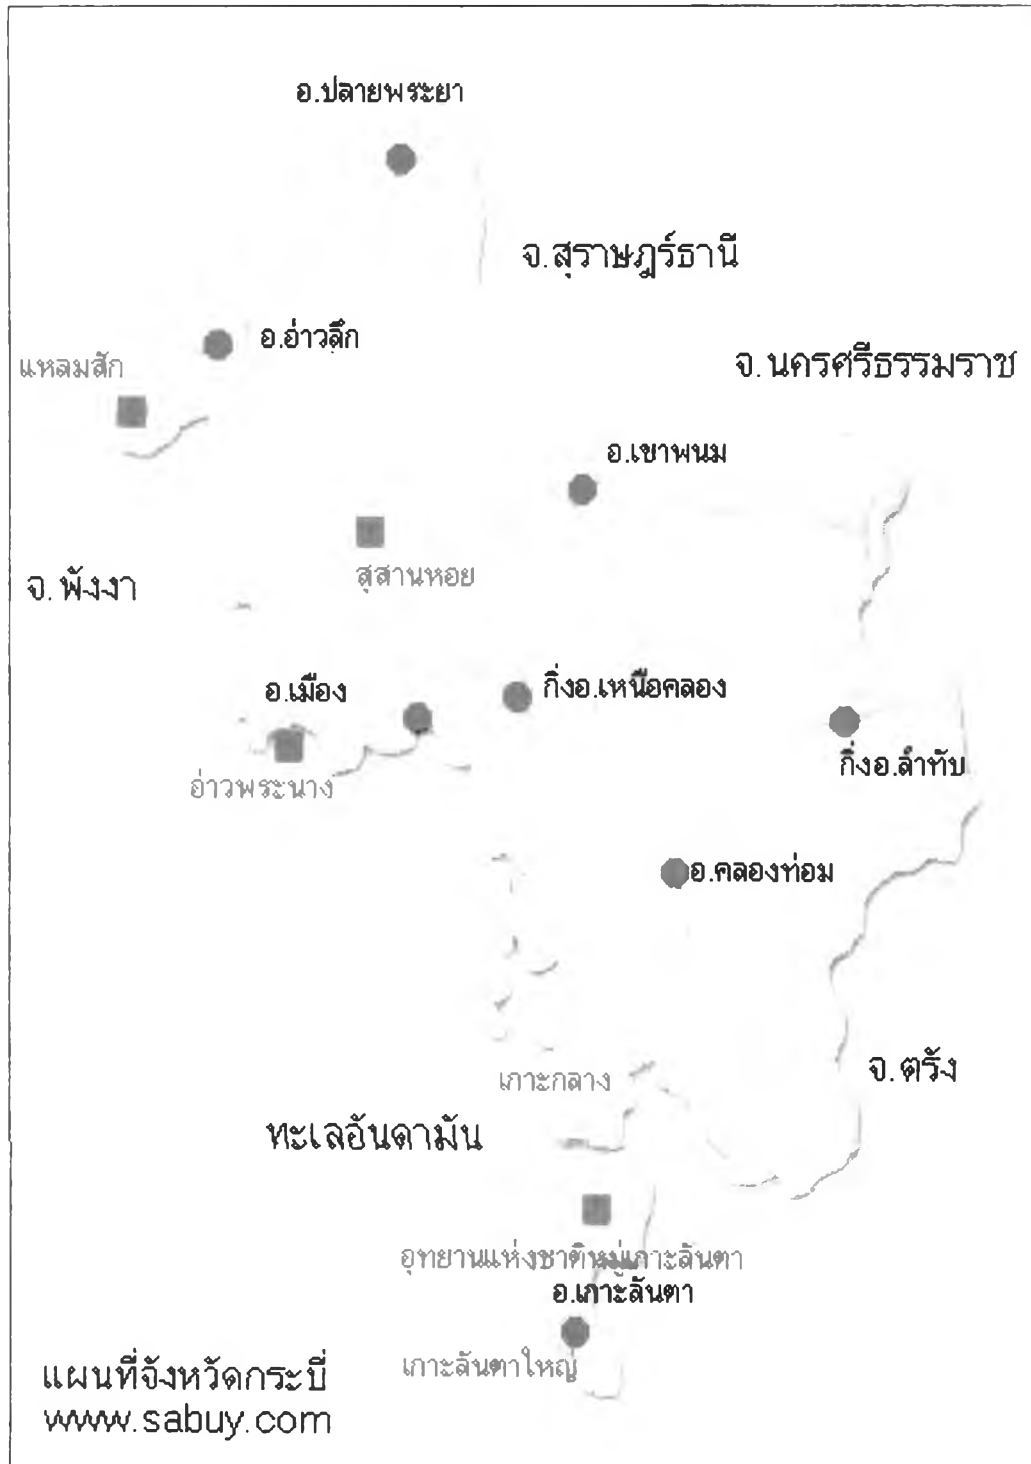 อ.ปลายพระยา
จ.สุราษฎร์ธานี
อ.อ่าวลึก
แหลมสัก
จ.นครศรีธรรมราช
อ.เขาพนม
สุสานหอย
จ.พังงา
อ.เมือง
กิ่งอ.เหนือคลอง
กิ่งอ.ลำทับ
อ่าวพระนาง
อ.คลองท่อม
จ.ตรัง
เกาะกลาง
ทะเลอันดามัน
อุทยานแห่งชาติหมู่เกาะลันตา
อ.เกาะลันตา
เกาะลันตาใหญ่
แผนที่จังหวัดกระบี่
www.sabuy.com